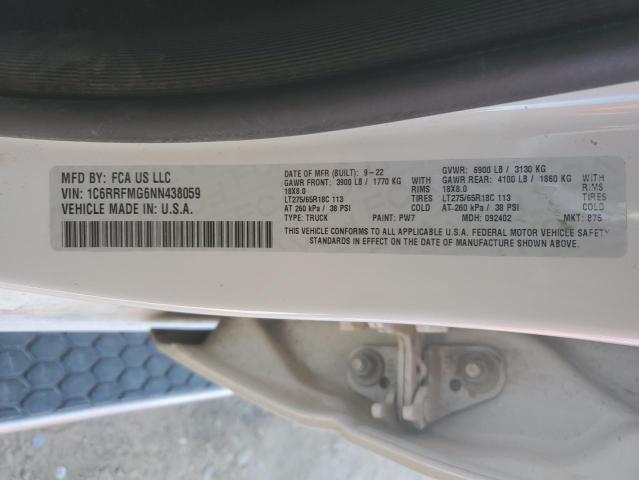 MFD BY: FCA US LLC
VIN: 1C6RRFMG6NN438059
VEHICLE MADE IN: U.S.A.
DATE OF MFR (BUILT): 9-22 GVWR: 6900 LB / 3130 KG
GAWR FRONT: 3900 LB / 1770 KG WITH GAWR REAR: 4100 LB / 1860 KG WITH
18X8.0 RIMS 18X8.0 RIMS
LT275/65R18C 113 TIRES LT275/65R18C 113 TIRES
AT 260 kPa / 38 PSI COLD AT-260 kPa / 38 PSI COLD
TYPE: TRUCK PAINT: PW7 MDH: 092402 MKT: 875
THIS VEHICLE CONFORMS TO ALL APPLICABLE U.S.A. FEDERAL MOTOR VEHICLE SAFETY
STANDARDS IN EFFECT ON THE DATE OF MANUFACTURE SHOWN ABOVE.